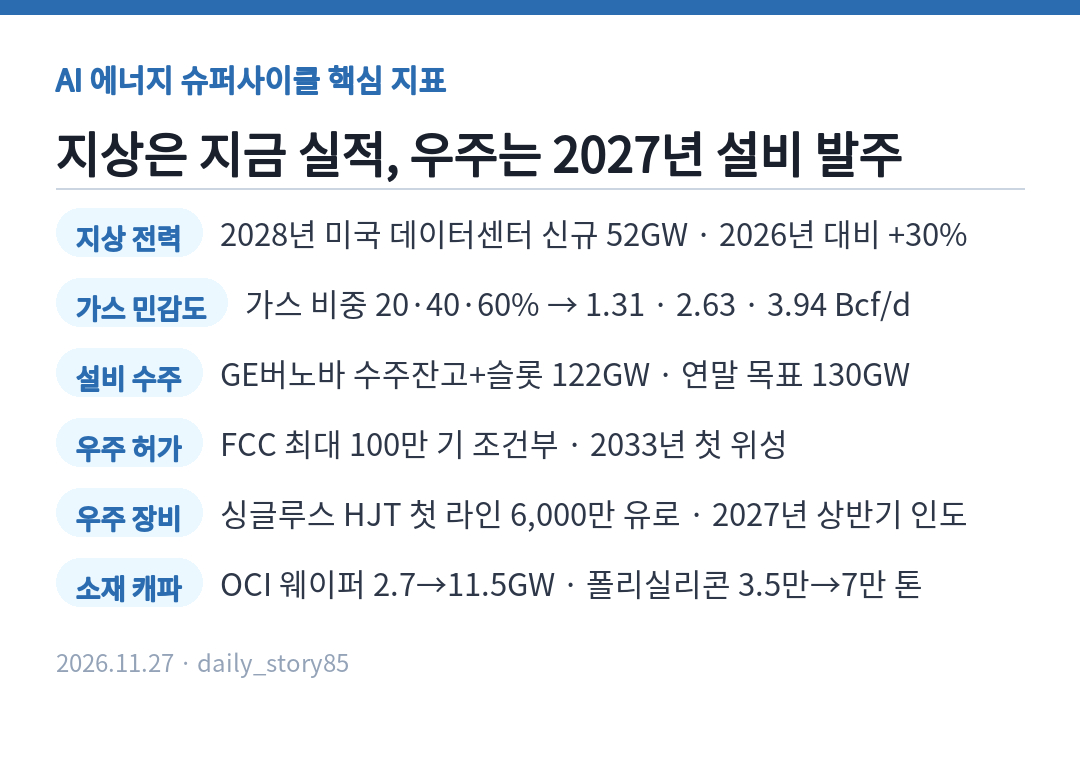 AI 에너지 슈퍼사이클 핵심 지표
지상은 지금 실적, 우주는 2027년 설비 발주
지상 전력 2028년 미국 데이터센터 신규 52GW · 2026년 대비 +30%
가스 민감도 가스 비중 20·40·60% → 1.31 · 2.63 · 3.94 Bcf/d
설비 수주 GE버노바 수주잔고+슬롯 122GW · 연말 목표 130GW
우주 허가 FCC 최대 100만 기 조건부 · 2033년 첫 위성
우주 장비 싱글루스 HJT 첫 라인 6,000만 유로 · 2027년 상반기 인도
소재 캐파 OCI 웨이퍼 2.7→11.5GW · 폴리실리콘 3.5만→7만 톤
2026.11.27 · daily_story85